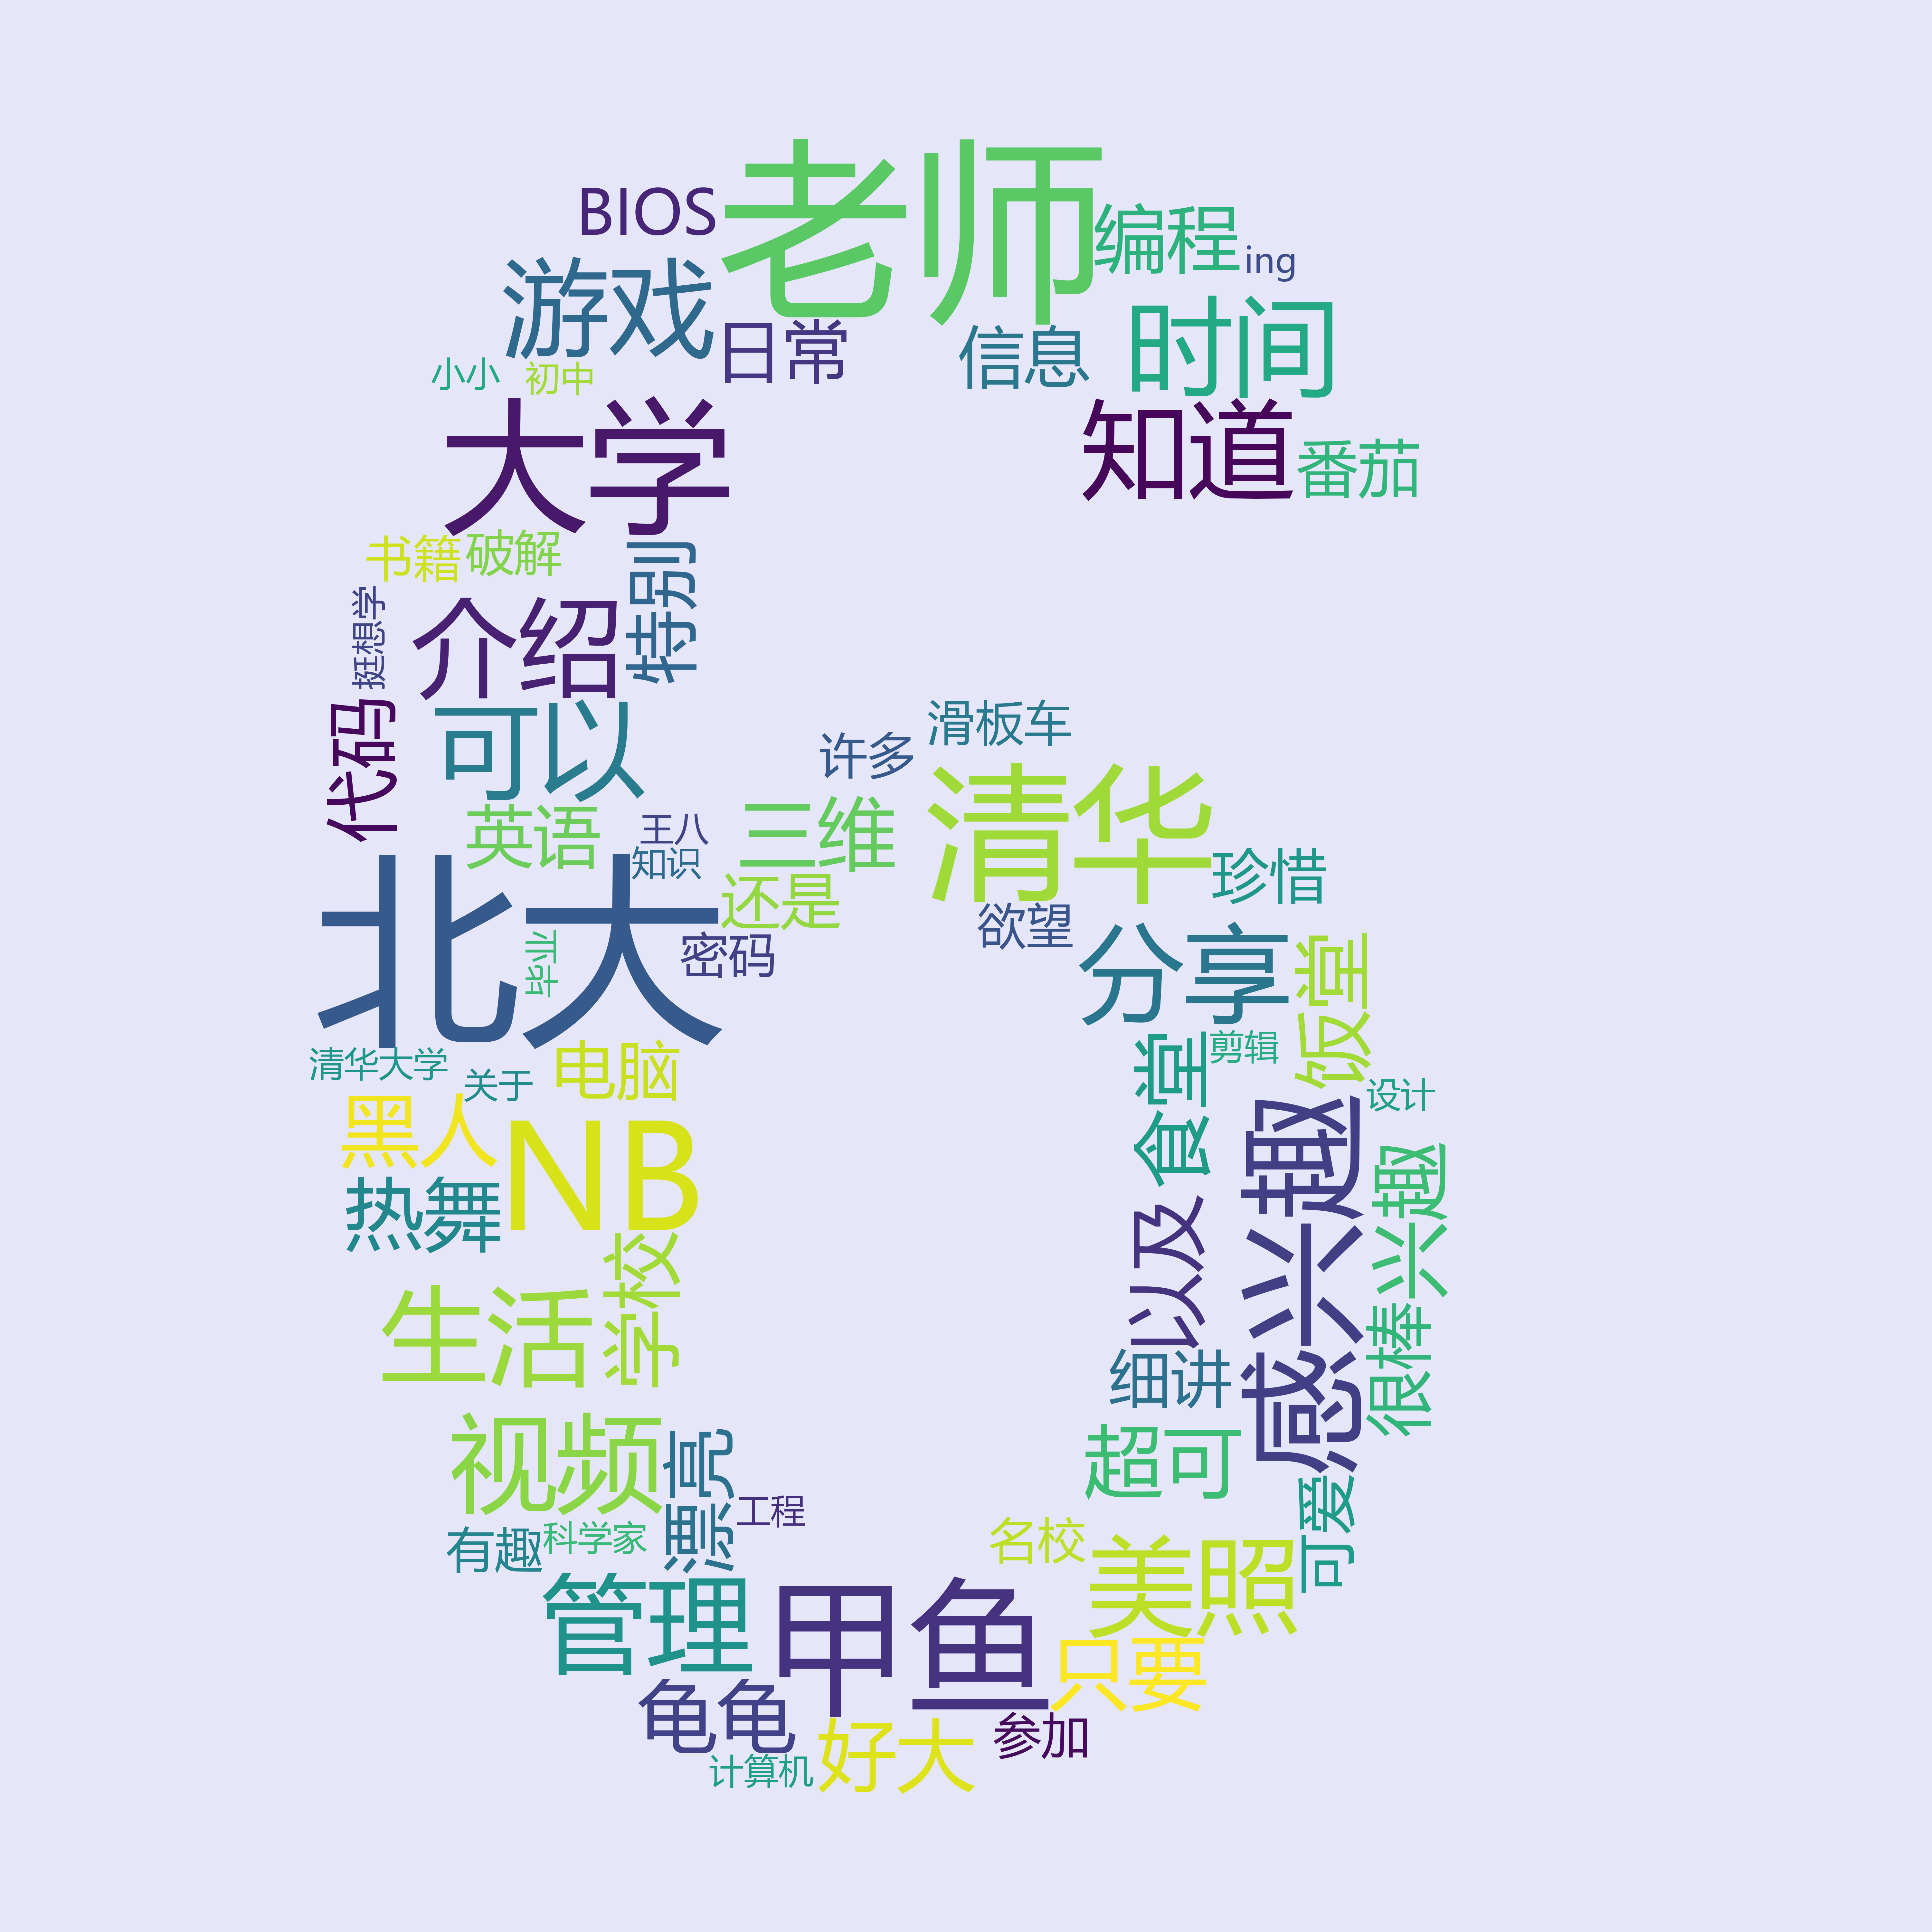 老师
BIOS
编程
ing
游戏
日常
信息
时间
小小
初中
大学
知道
番茄
书籍
破解
特别
挺想学
介绍
代码
可以
滑板车
许多
清华
英语
王八
三维
知识
珍惜
还是
北大
欲望
密码
毕业
分享
饭堂
清华大学
关于
电脑
食堂
剪辑
设计
黑人
NB
感兴趣
很兴趣
热舞
以及
学校
生活
细讲
很棒
视频
漂亮
超可
工程
有趣
科学家
名校
美照
可爱
管理
甲鱼
只要
龟龟
好大
参加
计算机